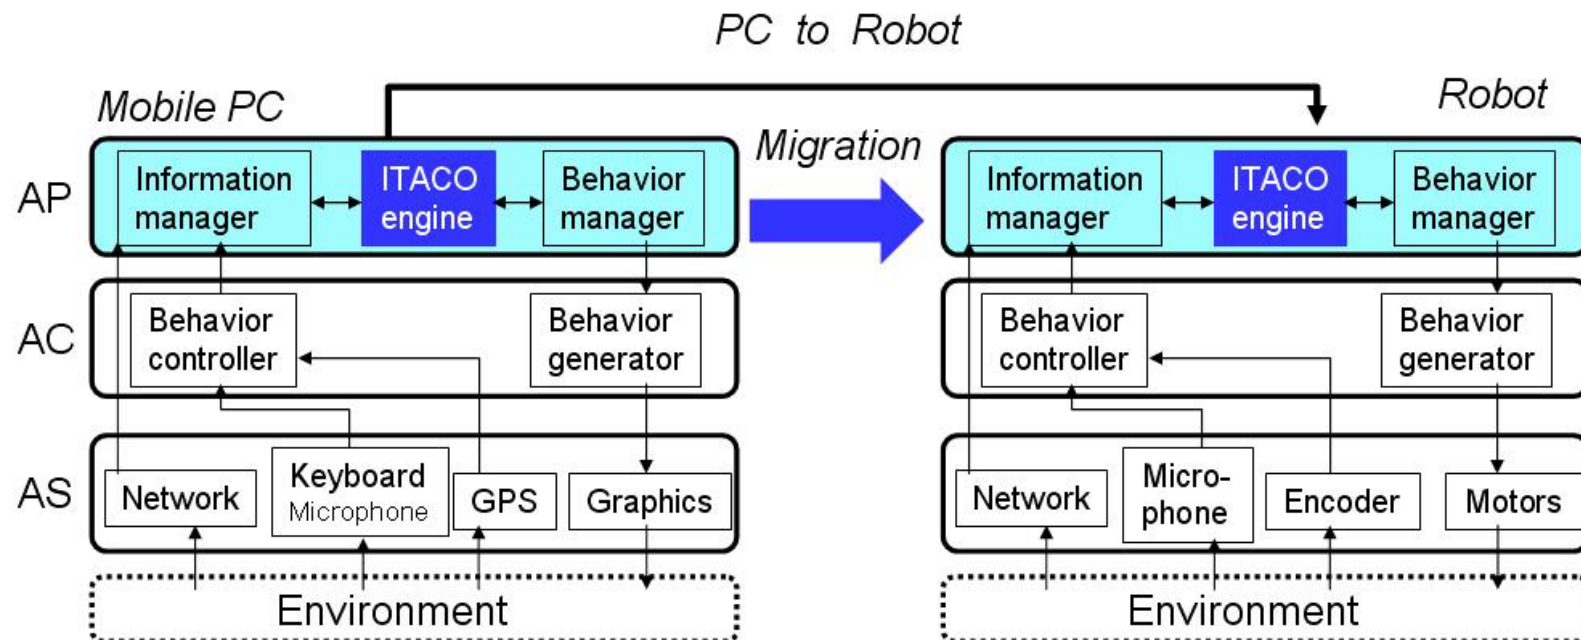 PC to Robot
Mobile PC
Robot
Migration
AP
Information
manager
ITACO
engine
Behavior
manager
Information
manager
ITACO
engine
Behavior
manager
AC
Behavior
controller
Behavior
generator
Behavior
controller
Behavior
generator
AS
Network
Keyboard
Microphone
GPS
Graphics
Network
Micro-
phone
Encoder
Motors
Environment
Environment